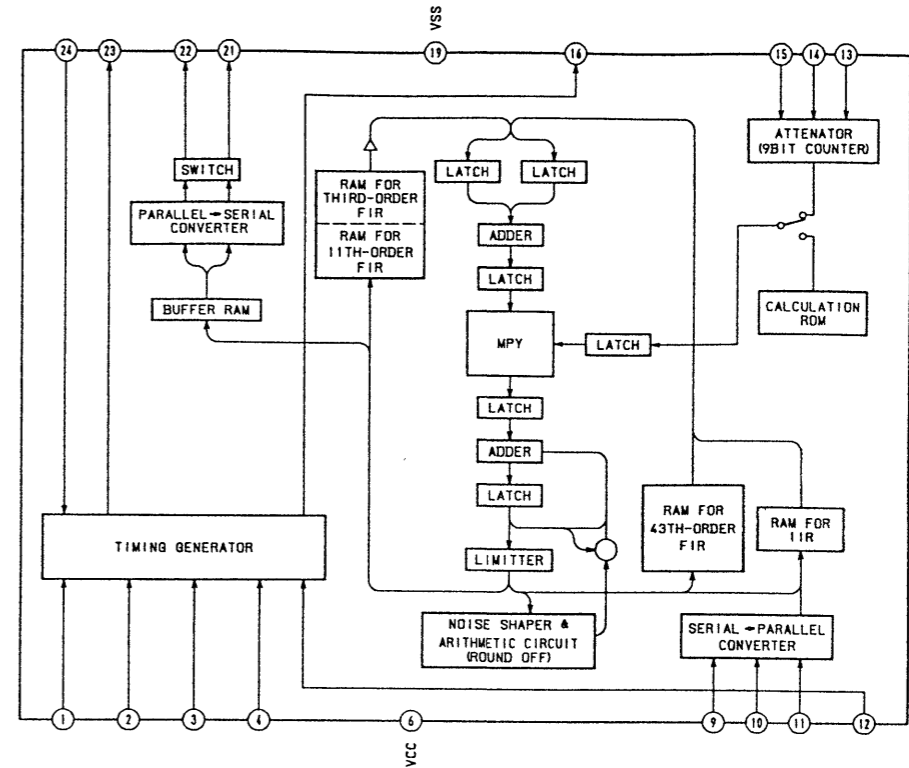 VSS
24
23
22
21
19
16
15
14
13
ATTENATOR
(9BIT COUNTER)
SWITCH
LATCH
LATCH
RAM FOR
THIRD-ORDER
FIR
PARALLEL→SERIAL
CONVERTER
RAM FOR
11TH-ORDER
FIR
ADDER
LATCH
BUFFER RAM
CALCULATION
ROM
MPY
LATCH
LATCH
ADDER
LATCH
RAM FOR
43TH-ORDER
FIR
RAM FOR
IIR
TIMING GENERATOR
LIMITTER
NOISE SHAPER &
ARITHMETIC CIRCUIT
(ROUND OFF)
SERIAL→PARALLEL
CONVERTER
1
2
3
4
6
9
10
11
12
VCC